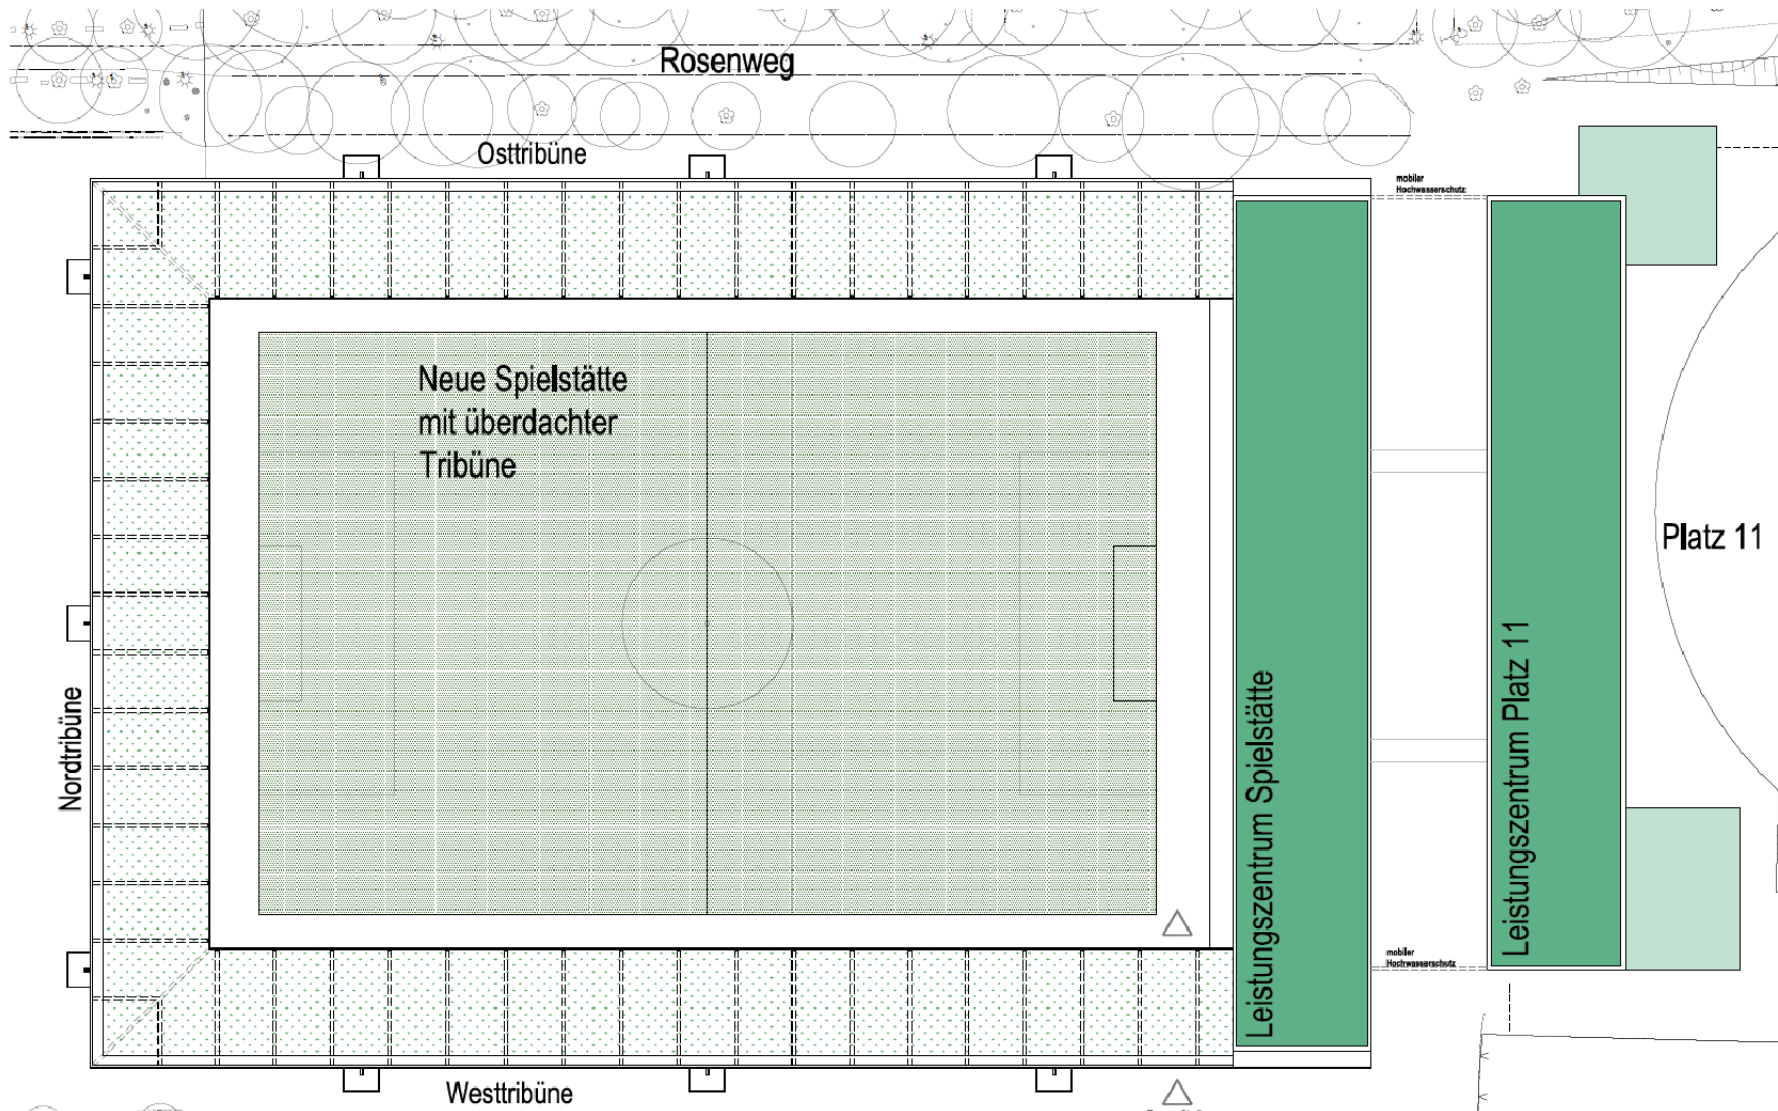 Rosenweg
Osttribüne
mobiler
Hochwasserschutz
Neue Spielstätte
mit überdachter
Tribüne
Platz 11
Leistungszentrum Platz 11
Leistungszentrum Spielstätte
Nordtribüne
mobiler
Hochwasserschutz
Westtribüne